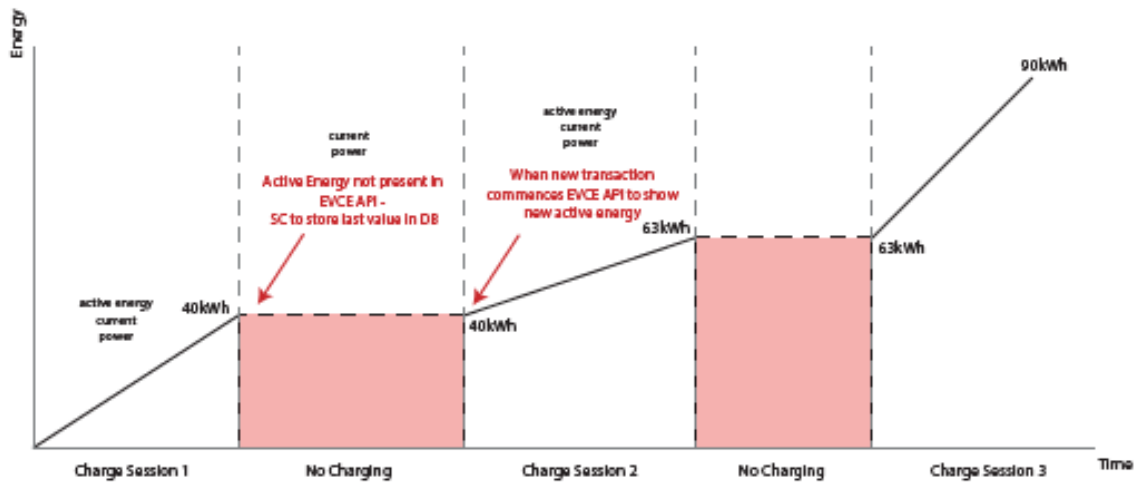 Energy
90kWh
active energy
current
power
current
power
Active Energy not present in
EVCE API -
SC to store last value in DB
When new transaction
commences EVCE API to show
new active energy
63kWh
63kWh
active energy
current
power
40kWh
40kWh
Charge Session 1
No Charging
Charge Session 2
No Charging
Charge Session 3
Time